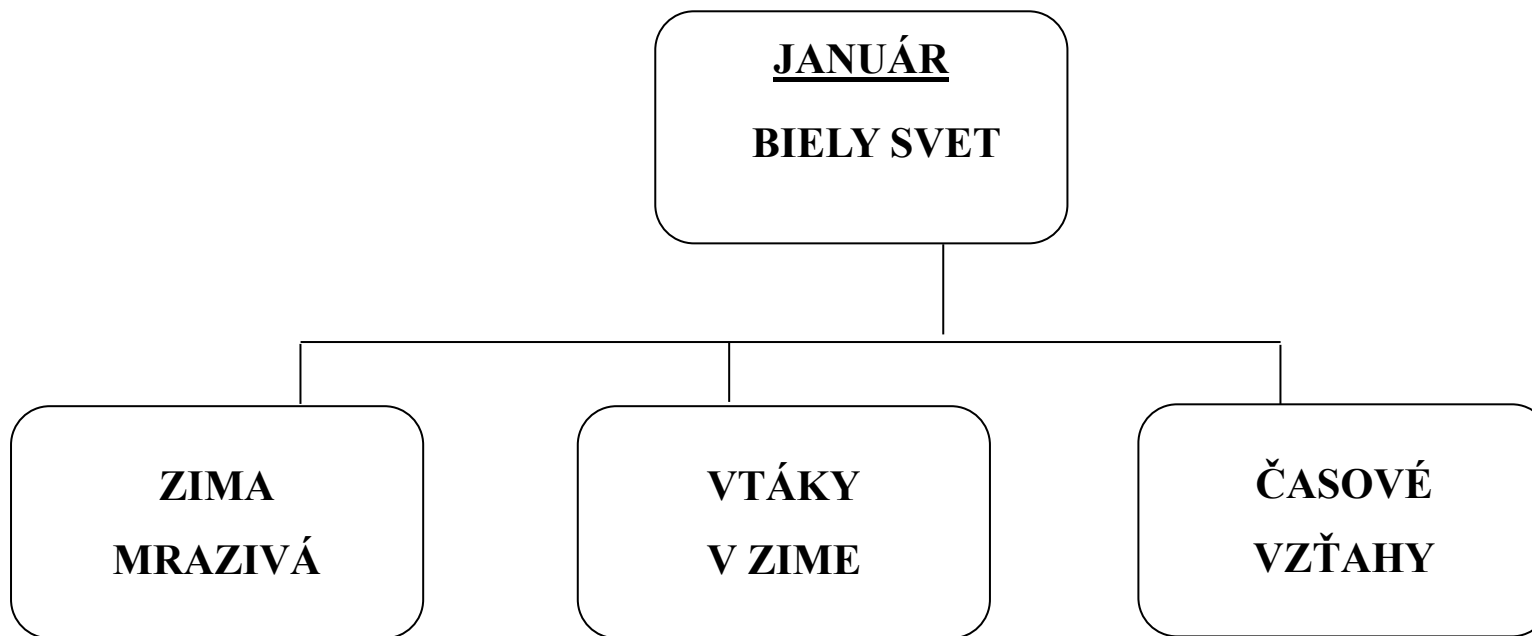 JANUÁR
BIELY SVET
ZIMA
MRAZIVÁ
VTÁKY
V ZIME
ČASOVÉ
VZŤAHY